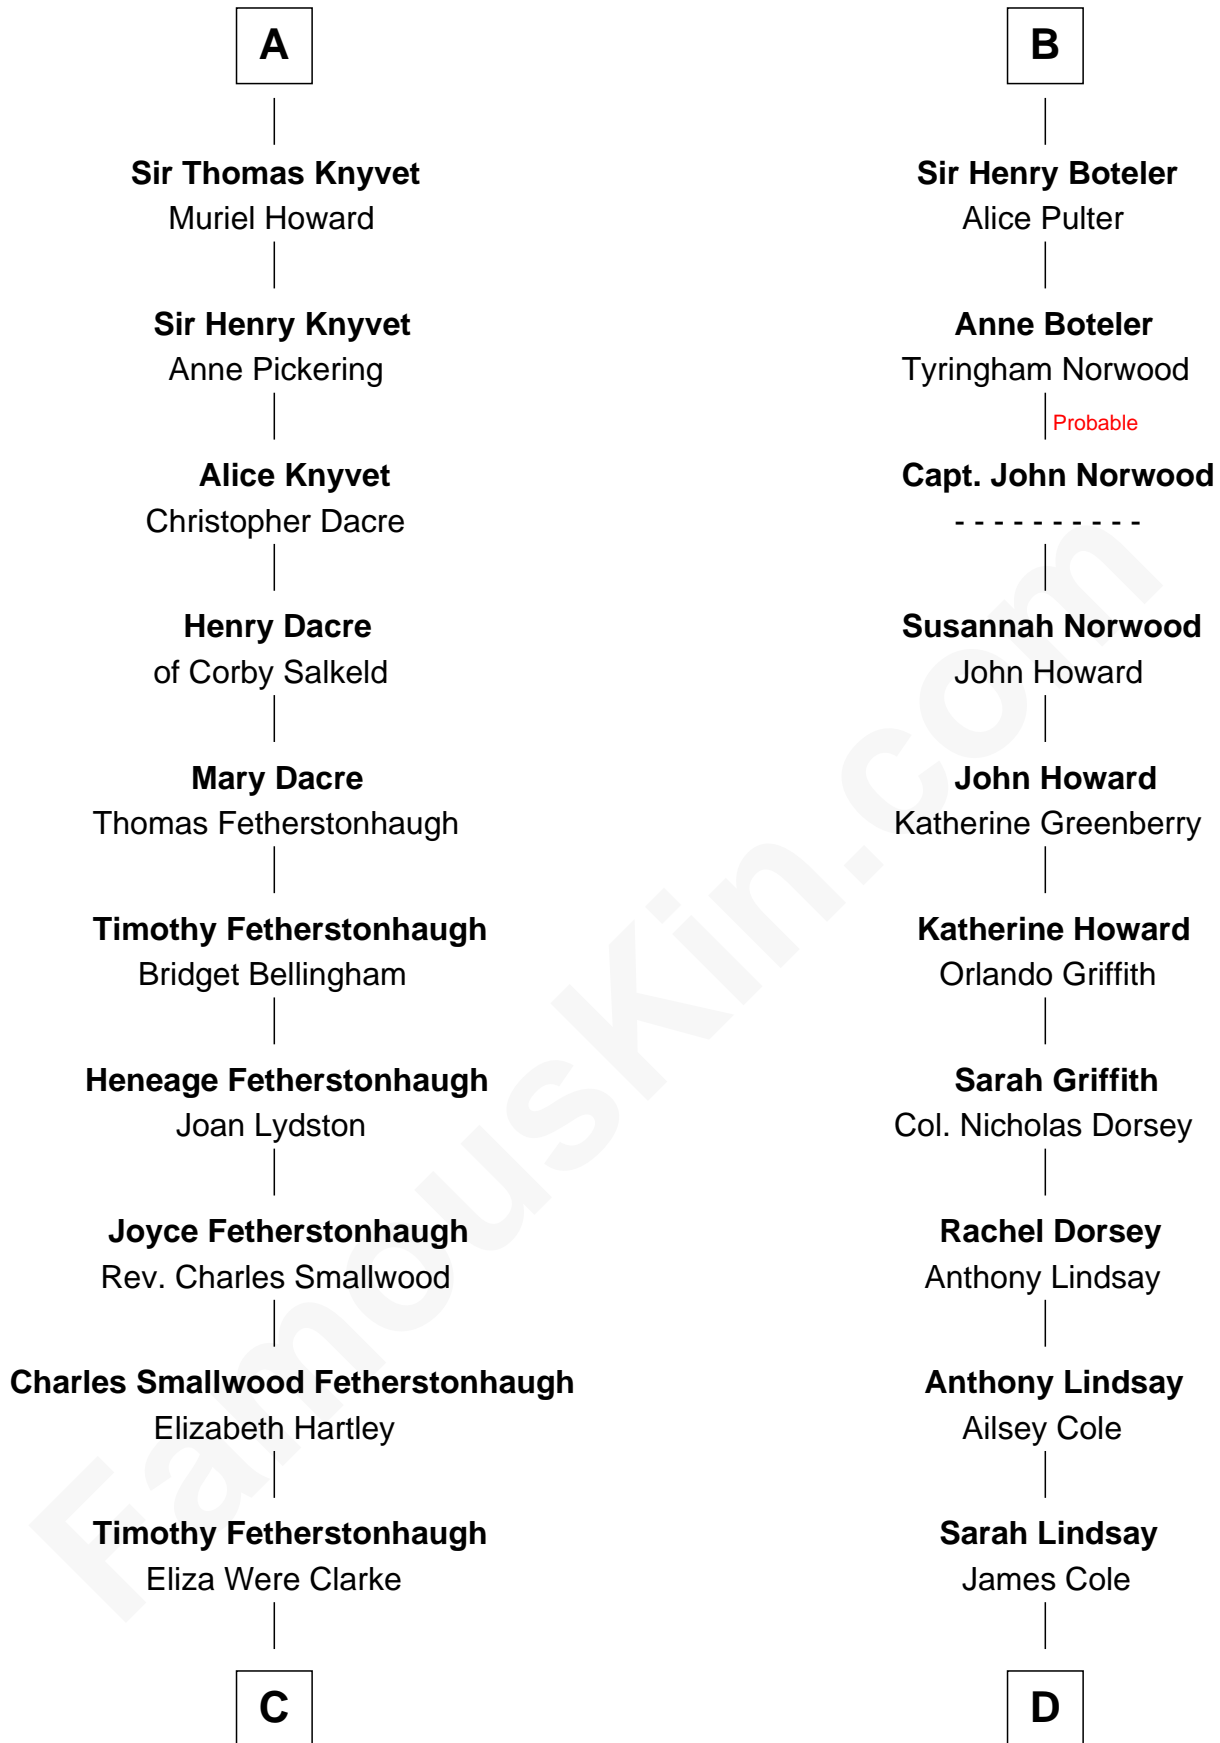 A
Sir Thomas Knyvet
Muriel Howard
Sir Henry Knyvet
Anne Pickering
Alice Knyvet
Christopher Dacre
Henry Dacre
of Corby Salkeld
Mary Dacre
Thomas Fetherstonhaugh
Timothy Fetherstonhaugh
Bridget Bellingham
Heneage Fetherstonhaugh
Joan Lydston
Joyce Fetherstonhaugh
Rev. Charles Smallwood
Charles Smallwood Fetherstonhaugh
Elizabeth Hartley
Timothy Fetherstonhaugh
Eliza Were Clarke
C
B
Sir Henry Boteler
Alice Pulter
Anne Boteler
Tyringham Norwood
Probable
Capt. John Norwood
- - - - - - - - - -
Susannah Norwood
John Howard
John Howard
Katherine Greenberry
Katherine Howard
Orlando Griffith
Sarah Griffith
Col. Nicholas Dorsey
Rachel Dorsey
Anthony Lindsay
Anthony Lindsay
Ailsey Cole
Sarah Lindsay
James Cole
D
FamousKin.com